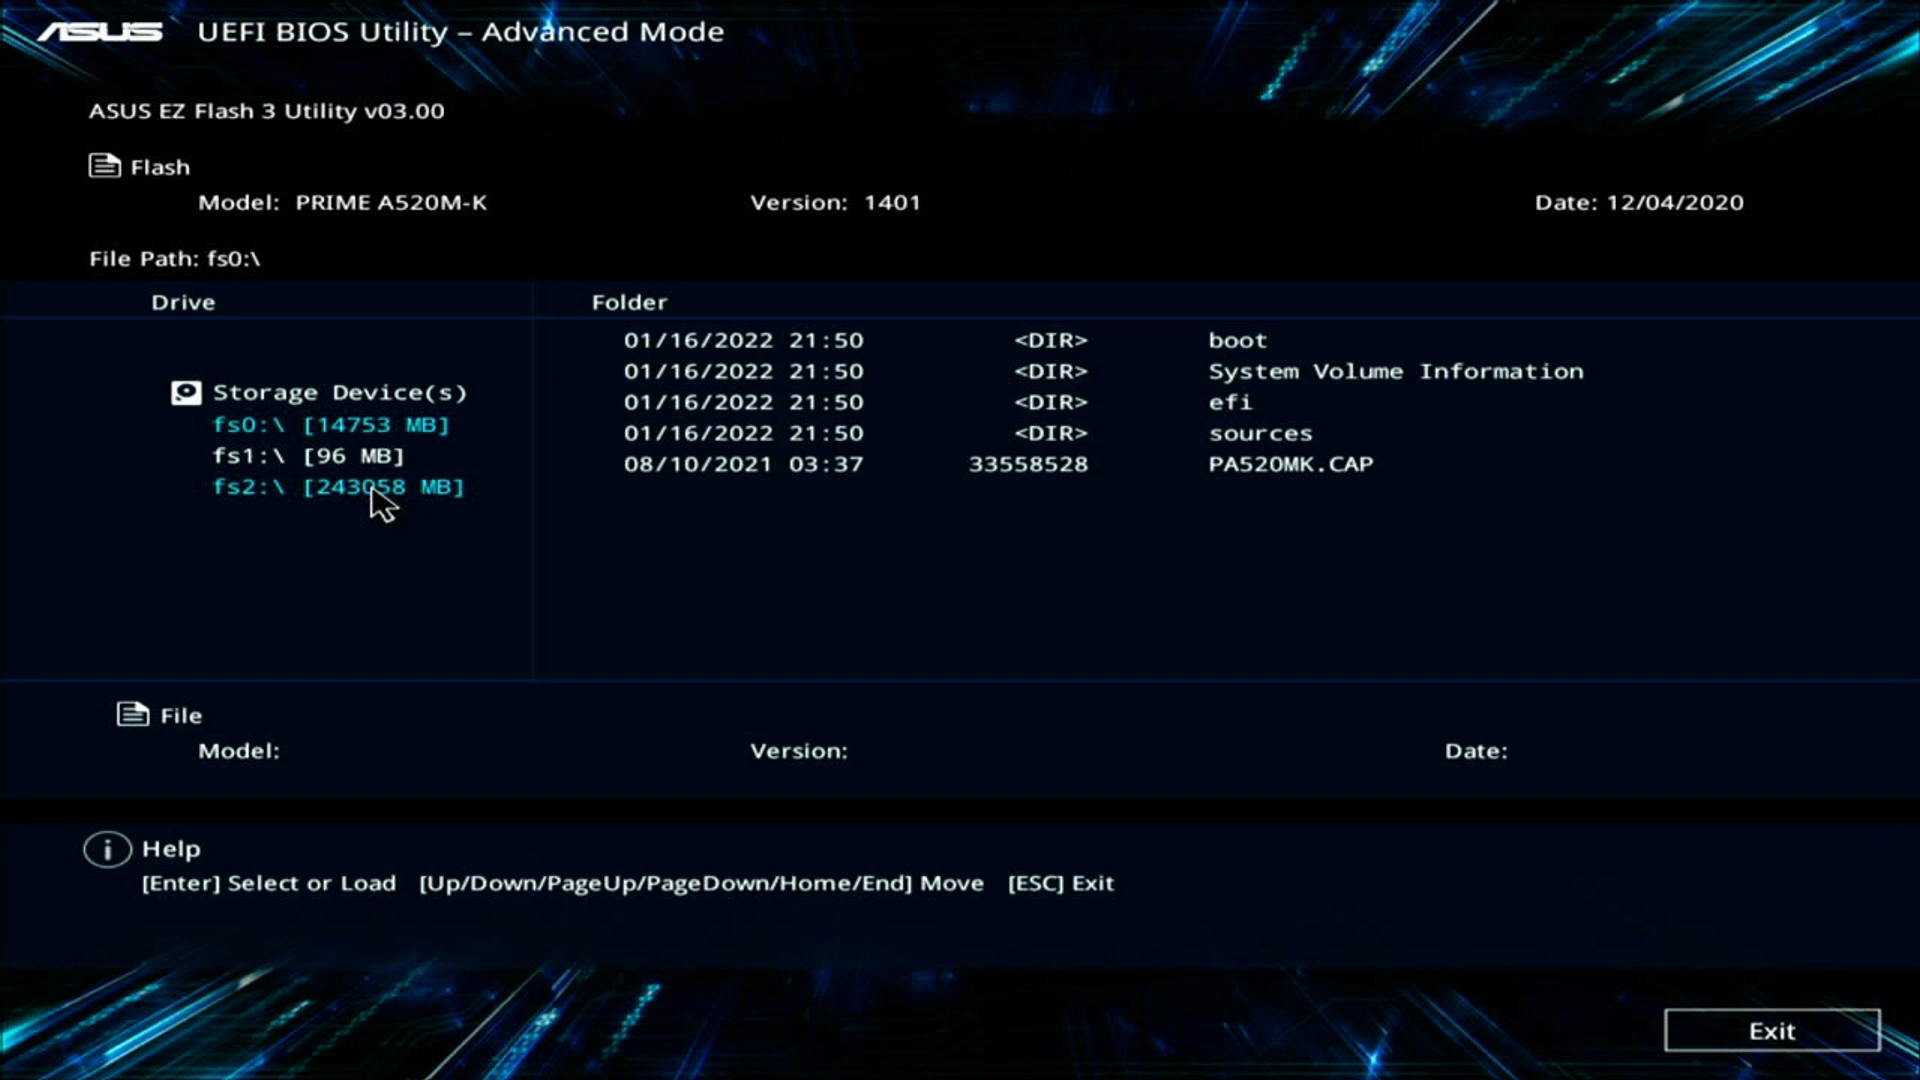 ASUS UEFI BIOS Utility – Advanced Mode
ASUS EZ Flash 3 Utility v03.00
Flash
Model: PRIME A520M-K Version: 1401 Date: 12/04/2020
File Path: fs0:\
Drive Folder
01/16/2022 21:50 <DIR> boot
01/16/2022 21:50 <DIR> System Volume Information
Storage Device(s)
01/16/2022 21:50 <DIR> efi
fs0:\ [14753 MB]
01/16/2022 21:50 <DIR> sources
fs1:\ [96 MB]
08/10/2021 03:37 33558528 PA520MK.CAP
fs2:\ [243058 MB]
File
Model: Version: Date:
Help
[Enter] Select or Load [Up/Down/PageUp/PageDown/Home/End] Move [ESC] Exit
Exit